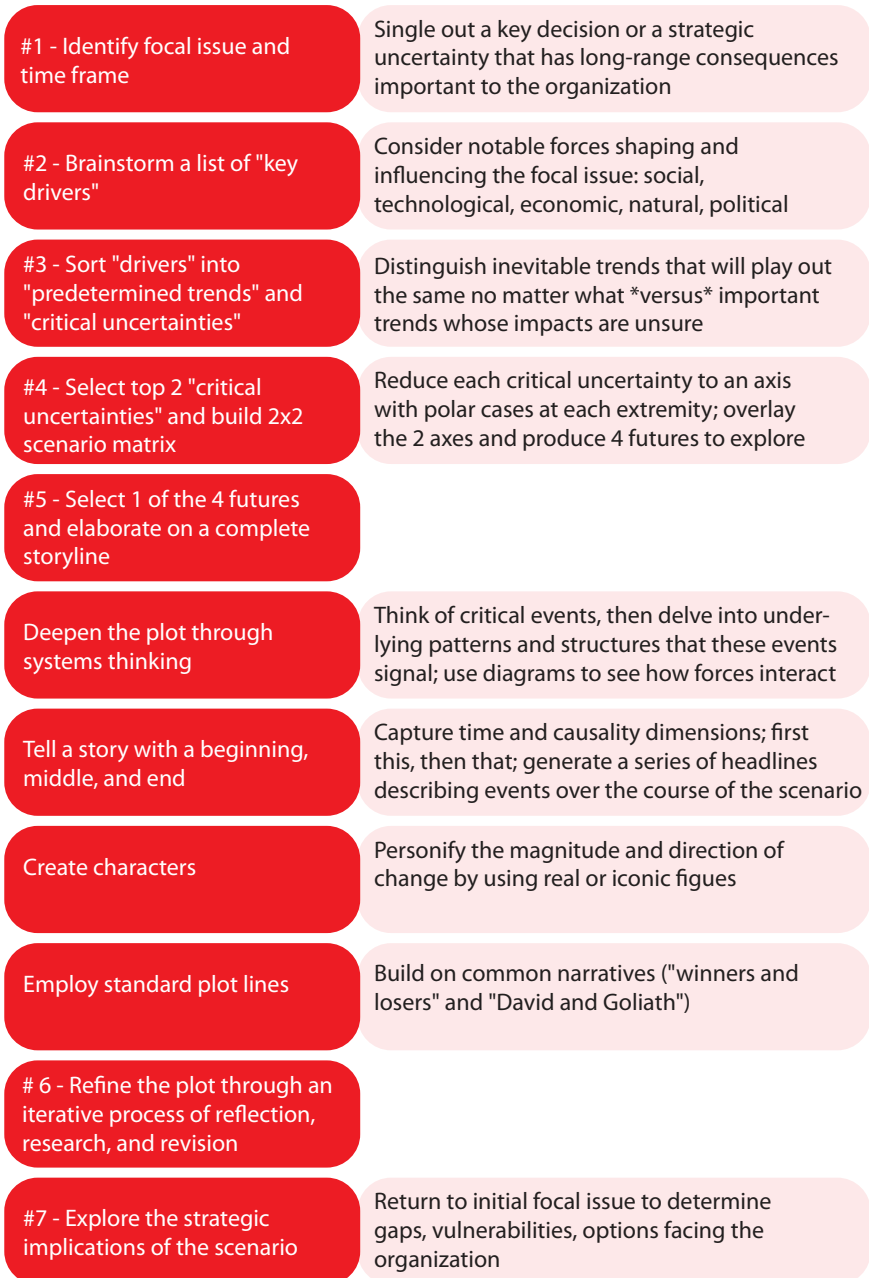 #1 - Identify focal issue and
time frame
Single out a key decision or a strategic
uncertainty that has long-range consequences
important to the organization
#2 - Brainstorm a list of "key
drivers"
Consider notable forces shaping and
influencing the focal issue: social,
technological, economic, natural, political
#3 - Sort "drivers" into
"predetermined trends" and
"critical uncertainties"
Distinguish inevitable trends that will play out
the same no matter what *versus* important
trends whose impacts are unsure
#4 - Select top 2 "critical
uncertainties" and build 2x2
scenario matrix
Reduce each critical uncertainty to an axis
with polar cases at each extremity; overlay
the 2 axes and produce 4 futures to explore
#5 - Select 1 of the 4 futures
and elaborate on a complete
storyline
Deepen the plot through
systems thinking
Think of critical events, then delve into under-
lying patterns and structures that these events
signal; use diagrams to see how forces interact
Tell a story with a beginning,
middle, and end
Capture time and causality dimensions; first
this, then that; generate a series of headlines
describing events over the course of the scenario
Create characters
Personify the magnitude and direction of
change by using real or iconic figues
Employ standard plot lines
Build on common narratives ("winners and
losers" and "David and Goliath")
# 6 - Refine the plot through an
iterative process of reflection,
research, and revision
#7 - Explore the strategic
implications of the scenario
Return to initial focal issue to determine
gaps, vulnerabilities, options facing the
organization